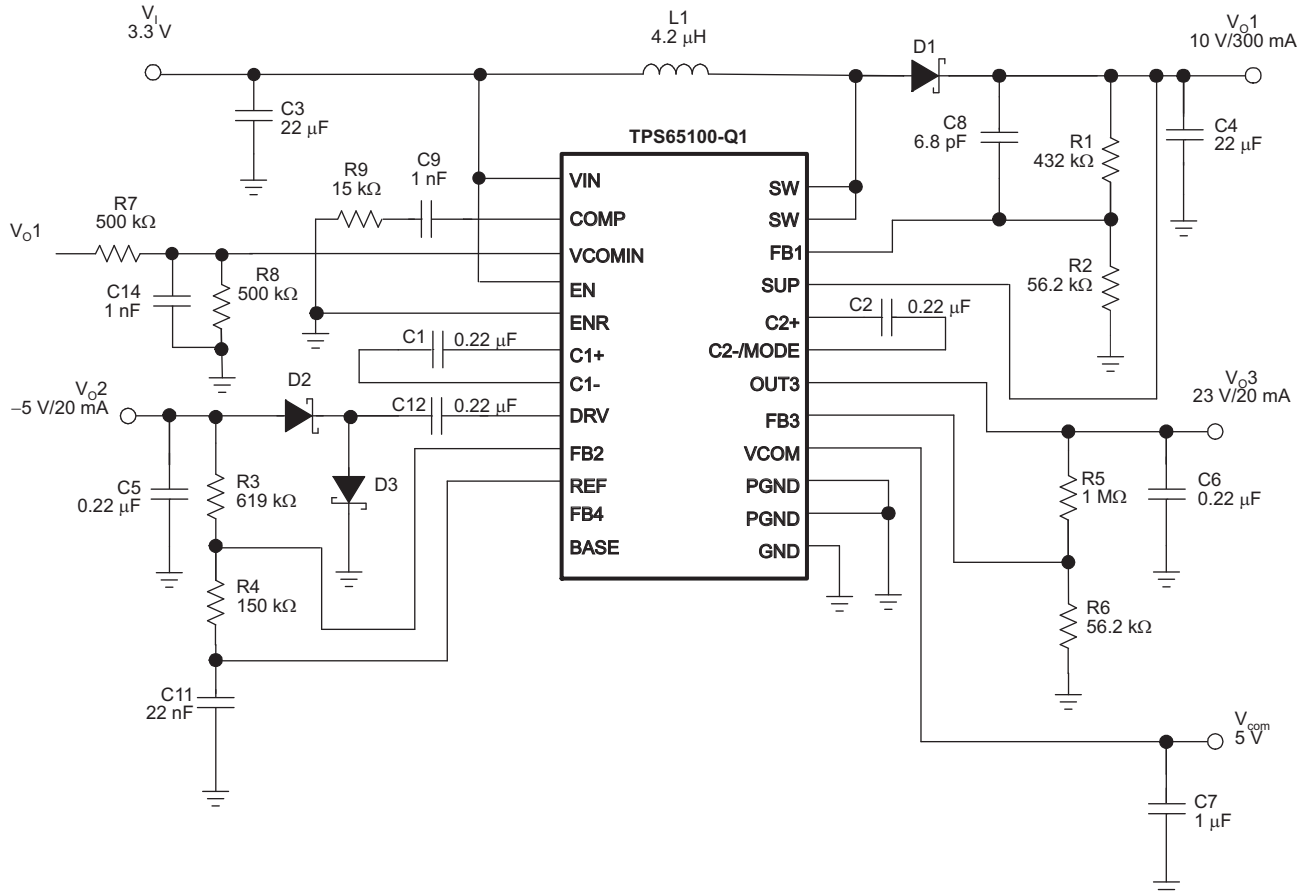 V_I
3.3 V
L1
4.2 μH
D1
V_O1
10 V/300 mA
C3
22 μF
C8
6.8 pF
R1
432 kΩ
C4
22 μF
TPS65100-Q1
R9
15 kΩ
C9
1 nF
VIN
COMP
VCOMIN
EN
ENR
C1+
C1-
DRV
FB2
REF
FB4
BASE
SW
SW
FB1
SUP
C2+
C2-/MODE
OUT3
FB3
VCOM
PGND
PGND
GND
R7
500 kΩ
V_O1
C14
1 nF
R8
500 kΩ
R2
56.2 kΩ
C2
0.22 μF
C1
0.22 μF
V_O2
–5 V/20 mA
D2
C12
0.22 μF
V_O3
23 V/20 mA
C5
0.22 μF
R3
619 kΩ
D3
R5
1 MΩ
C6
0.22 μF
R4
150 kΩ
R6
56.2 kΩ
C11
22 nF
V_com
5 V
C7
1 μF